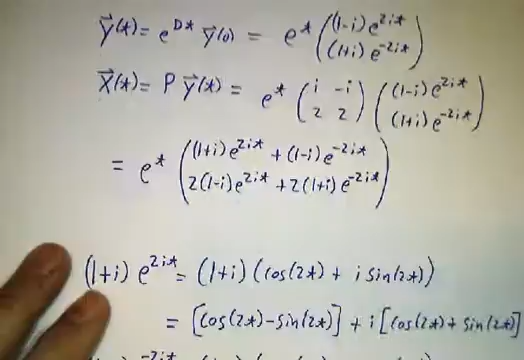 y⃗(t) = e^{Dt} y⃗(0) = e^t ( (1-i)e^{2it} (1+i)e^{-2it} )
x⃗(t) = P y⃗(t) = e^t ( i -i 2 2 ) ( (1-i)e^{2it} (1+i)e^{-2it} )
= e^t ( (1+i)e^{2it} + (1-i)e^{-2it} 2(1-i)e^{2it} + 2(1+i)e^{-2it} )
(1+i) e^{2it} = (1+i) (cos(2t) + i sin(2t))
= [cos(2t) - sin(2t)] + i [cos(2t) + sin(2t)]